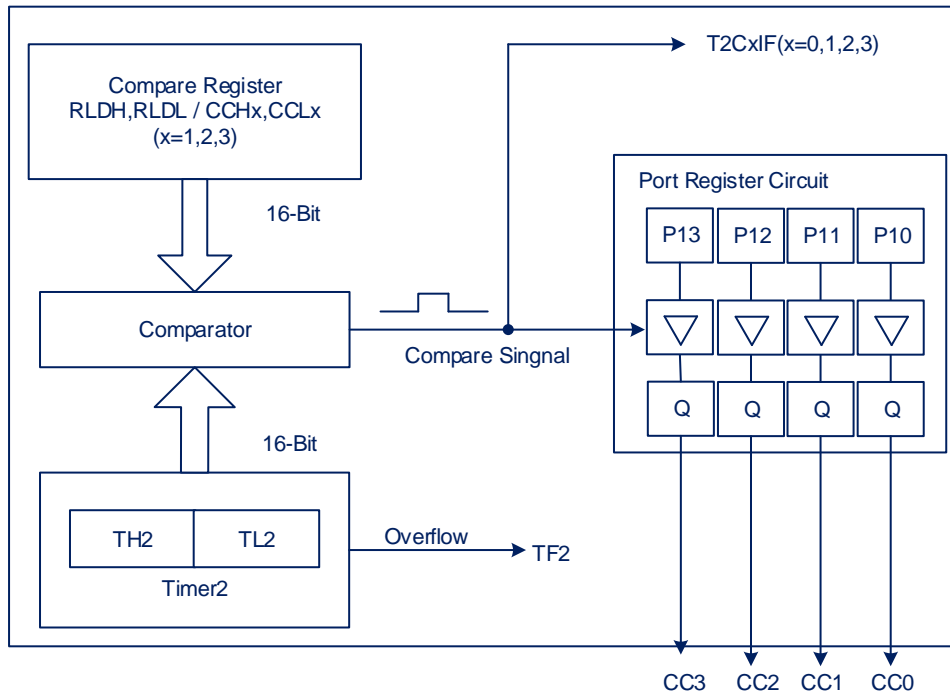 T2CxIF(x=0,1,2,3)
Compare Register
RLDH,RLDL / CCHx,CCLx
(x=1,2,3)
16-Bit
Port Register Circuit
P13 P12 P11 P10
Comparator
Compare Singnal
Q Q Q Q
16-Bit
TH2 TL2
Timer2
Overflow
TF2
CC3 CC2 CC1 CC0